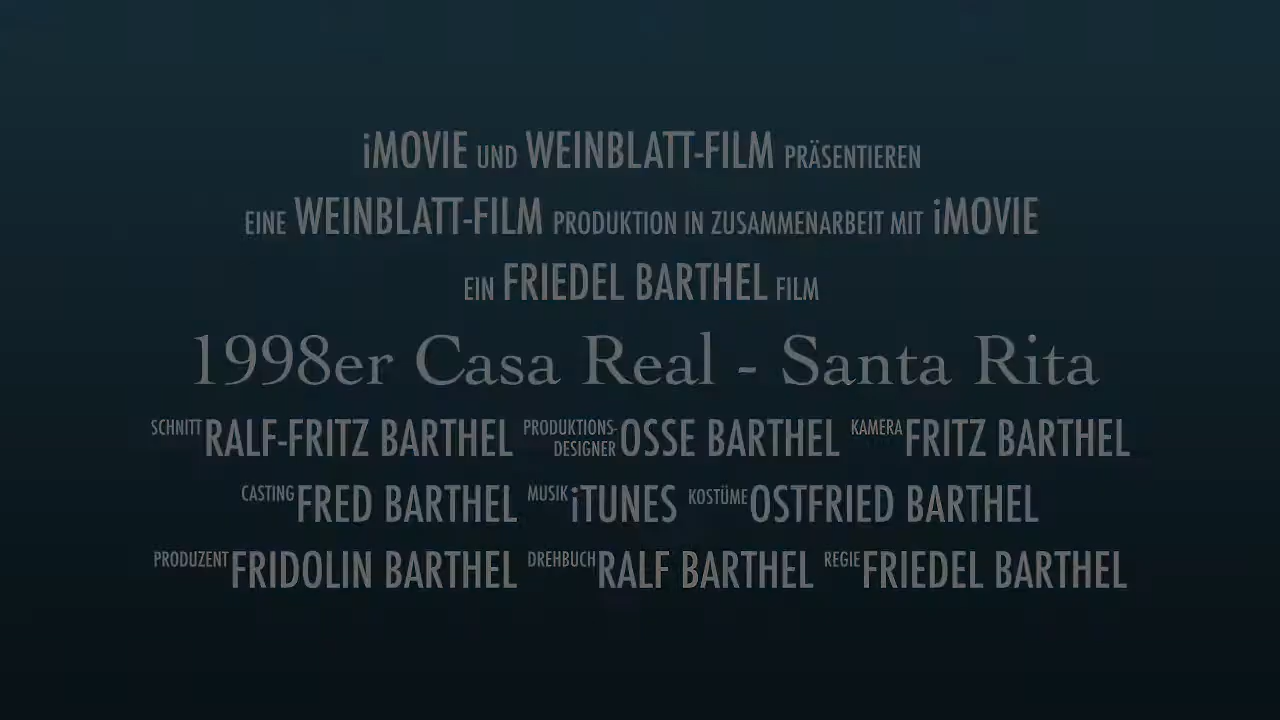 iMOVIE UND WEINBLATT-FILM PRÄSENTIEREN
EINE WEINBLATT-FILM PRODUKTION IN ZUSAMMENARBEIT MIT iMOVIE
EIN FRIEDEL BARTHEL FILM
1998er Casa Real - Santa Rita
SCHNITT RALF-FRITZ BARTHEL PRODUKTIONS-DESIGNER OSSE BARTHEL KAMERA FRITZ BARTHEL
CASTING FRED BARTHEL MUSIK iTUNES KOSTÜME OSTFRIED BARTHEL
PRODUZENT FRIDOLIN BARTHEL DREHBUCH RALF BARTHEL REGIE FRIEDEL BARTHEL